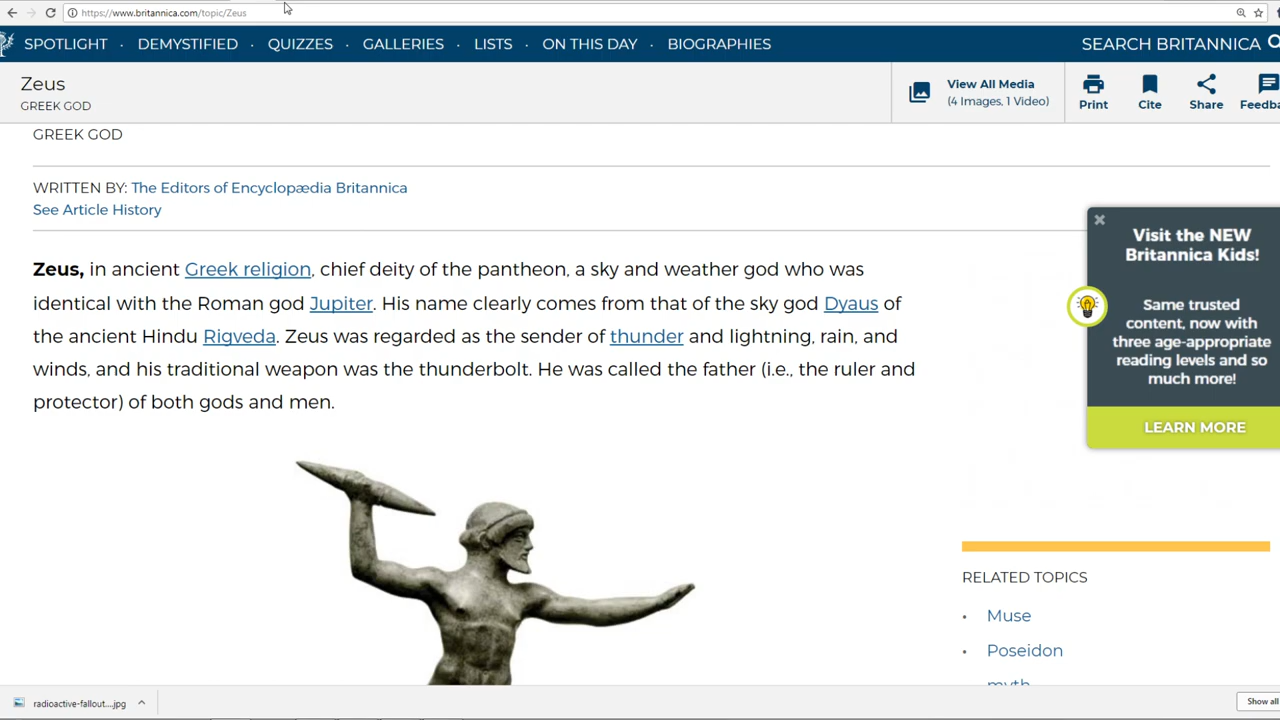 https://www.britannica.com/topic/Zeus
SPOTLIGHT · DEMYSTIFIED · QUIZZES · GALLERIES · LISTS · ON THIS DAY · BIOGRAPHIES
SEARCH BRITANNICA
Zeus
GREEK GOD
View All Media
(4 Images, 1 Video)
Print
Cite
Share
Feedba
GREEK GOD
WRITTEN BY: The Editors of Encyclopædia Britannica
See Article History
Zeus, in ancient Greek religion, chief deity of the pantheon, a sky and weather god who was
identical with the Roman god Jupiter. His name clearly comes from that of the sky god Dyaus of
the ancient Hindu Rigveda. Zeus was regarded as the sender of thunder and lightning, rain, and
winds, and his traditional weapon was the thunderbolt. He was called the father (i.e., the ruler and
protector) of both gods and men.
Visit the NEW
Britannica Kids!
Same trusted
content, now with
three age-appropriate
reading levels and so
much more!
LEARN MORE
RELATED TOPICS
• Muse
• Poseidon
myth
radioactive-fallout....jpg
Show all